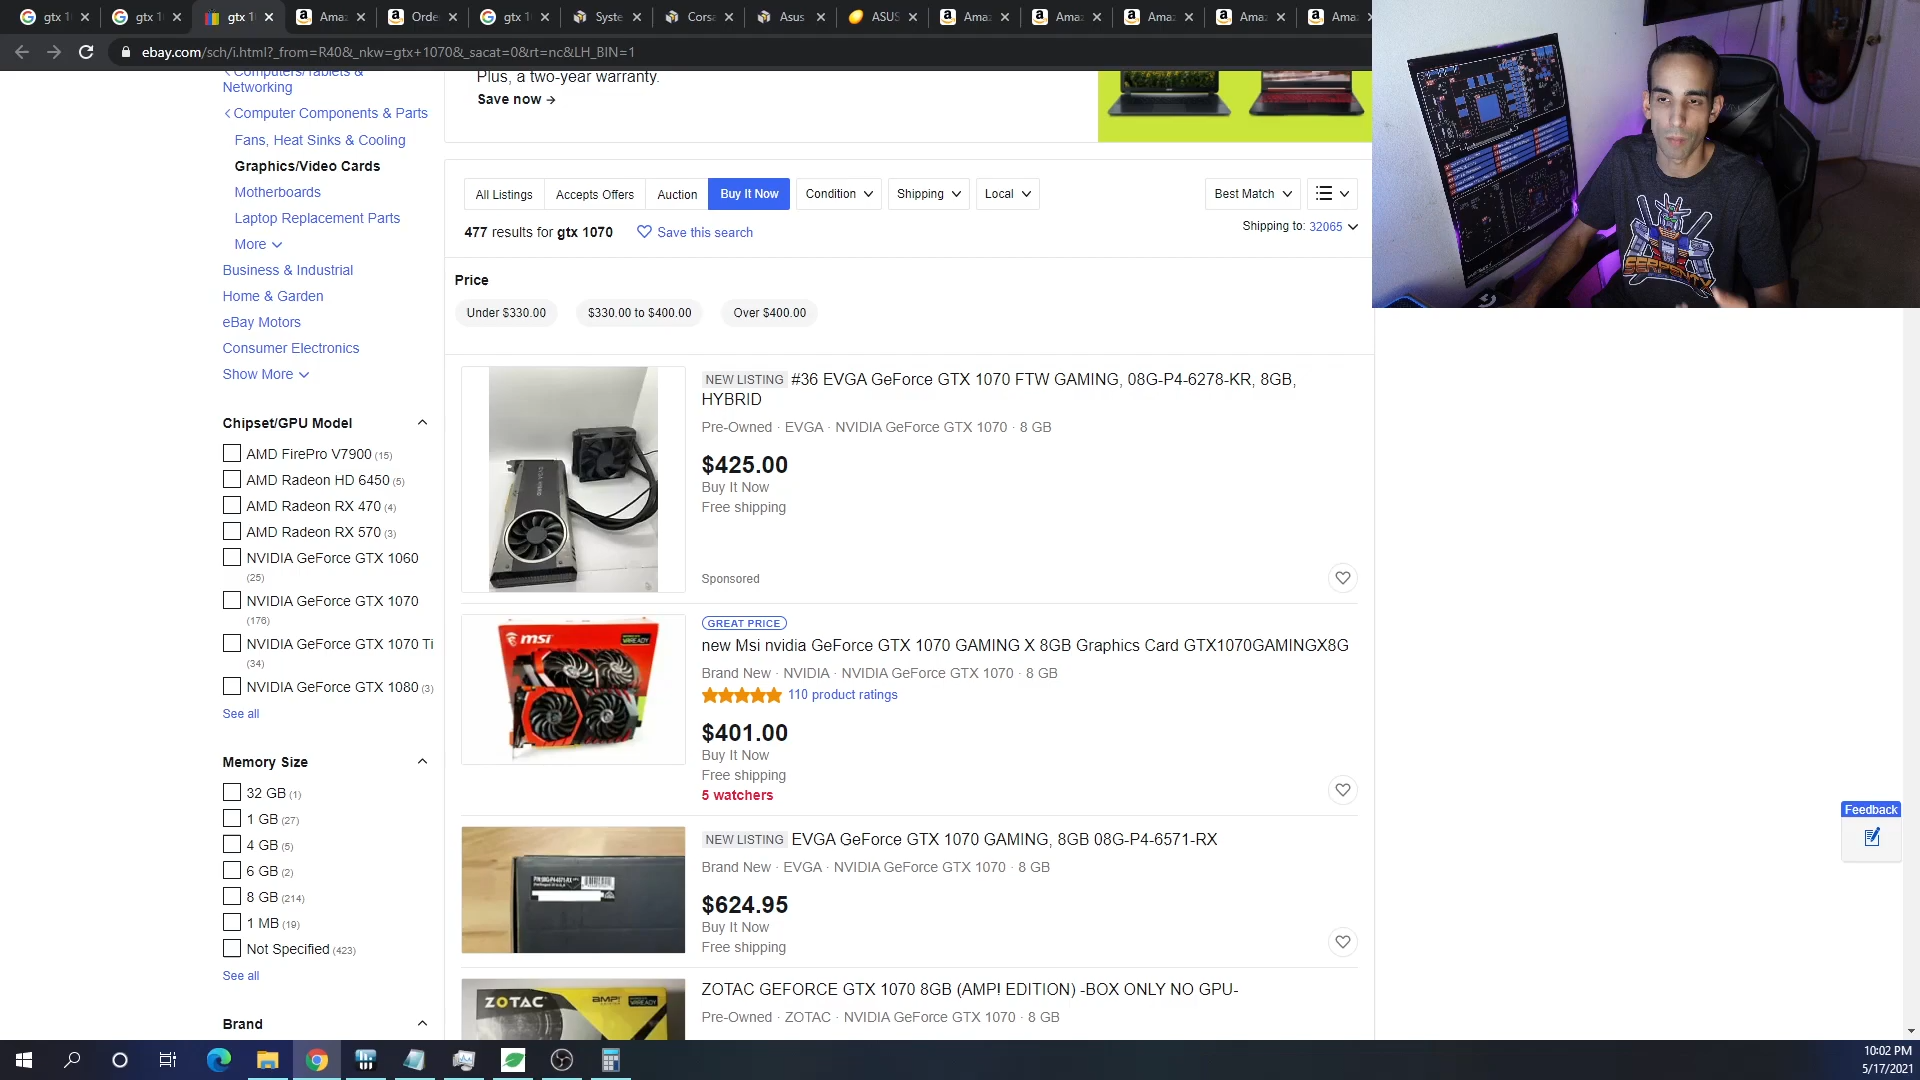 gtx 1
gtx 1
gtx 1
Amaz
Orde
gtx 1
Syste
Corsa
Asus
ASUS
Amaz
Amaz
Amaz
Amaz
Amaz
ebay.com/sch/i.html?_from=R40&_nkw=gtx+1070&_sacat=0&rt=nc&LH_BIN=1
Computers/Tablets &
Networking
Computer Components & Parts
Fans, Heat Sinks & Cooling
Graphics/Video Cards
Motherboards
Laptop Replacement Parts
More
Business & Industrial
Home & Garden
eBay Motors
Consumer Electronics
Show More
Chipset/GPU Model
AMD FirePro V7900 (15)
AMD Radeon HD 6450 (5)
AMD Radeon RX 470 (4)
AMD Radeon RX 570 (3)
NVIDIA GeForce GTX 1060
(25)
NVIDIA GeForce GTX 1070
(176)
NVIDIA GeForce GTX 1070 Ti
(34)
NVIDIA GeForce GTX 1080 (3)
See all
Memory Size
32 GB (1)
1 GB (27)
4 GB (5)
6 GB (2)
8 GB (214)
1 MB (19)
Not Specified (423)
See all
Brand
Plus, a two-year warranty.
Save now →
All Listings
Accepts Offers
Auction
Buy It Now
Condition
Shipping
Local
Best Match
477 results for gtx 1070
Save this search
Shipping to: 32065
Price
Under $330.00
$330.00 to $400.00
Over $400.00
NEW LISTING #36 EVGA GeForce GTX 1070 FTW GAMING, 08G-P4-6278-KR, 8GB,
HYBRID
Pre-Owned · EVGA · NVIDIA GeForce GTX 1070 · 8 GB
$425.00
Buy It Now
Free shipping
Sponsored
msi
GREAT PRICE
new Msi nvidia GeForce GTX 1070 GAMING X 8GB Graphics Card GTX1070GAMINGX8G
Brand New · NVIDIA · NVIDIA GeForce GTX 1070 · 8 GB
110 product ratings
$401.00
Buy It Now
Free shipping
5 watchers
NEW LISTING EVGA GeForce GTX 1070 GAMING, 8GB 08G-P4-6571-RX
Brand New · EVGA · NVIDIA GeForce GTX 1070 · 8 GB
$624.95
Buy It Now
Free shipping
ZOTAC
AMP!
ZOTAC GEFORCE GTX 1070 8GB (AMP! EDITION) -BOX ONLY NO GPU-
Pre-Owned · ZOTAC · NVIDIA GeForce GTX 1070 · 8 GB
SERPENTX
Feedback
10:02 PM
5/17/2021